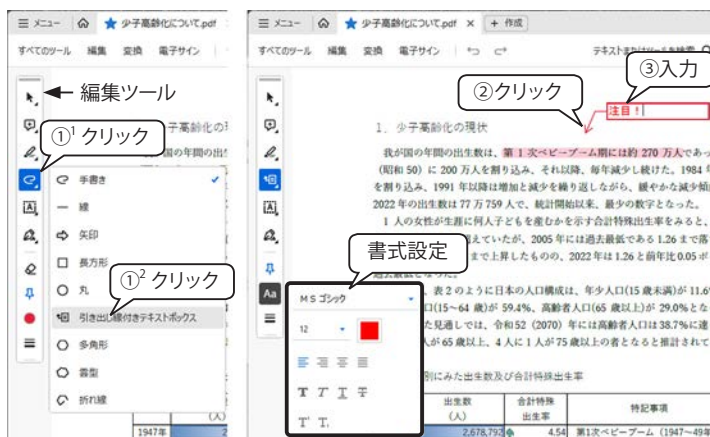 メニュー
少子高齢化について.pdf
すべてのツール 編集 変換 電子サイン
編集ツール
①¹ クリック
子高齢化の現
の年間の出生
手書き
線
矢印
長方形
丸
①² クリック
引き出し線付きテキストボックス
多角形
雲型
折れ線
(人)
1947年
メニュー
少子高齢化について.pdf × + 作成
すべてのツール 編集 変換 電子サイン
③入力
②クリック
注目!
1. 少子高齢化の現状
我が国の年間の出生数は、第 1 次ベビーブーム期には約 270 万人であっ
(昭和 50) に 200 万人を割り込み、それ以降、毎年減少し続けた。1984 年
を割り込み、1991 年以降は増加と減少を繰り返しながら、緩やかな減少傾
2022 年の出生数は 77 万 759 人で、統計開始以来、最少の数字となった。
1 人の女性が生涯に何人子どもを産むかを示す合計特殊出生率をみると、
えていたが、2005 年には過去最低である 1.26 まで落
書式設定
まで上昇したものの、2022 年は 1.26 と前年比 0.05 ポ
、表 2 のように日本の人口構成は、年少人口(15 歳未満)が 11.6
口(15~64 歳)が 59.4%、高齢者人口(65 歳以上)が 29.0%とな
た見通しでは、令和 52 (2070) 年には高齢者人口は 38.7%に達
人が 65 歳以上、4 人に 1 人が 75 歳以上の者となると推計されて
ＭＳ ゴシック
12
Aa
T T T T
T T
別にみた出生数及び合計特殊出生率
出生数
(人)
合計特殊
出生率
特記事項
2,678,792 4.54 第1次ベビーブーム (1947~49年